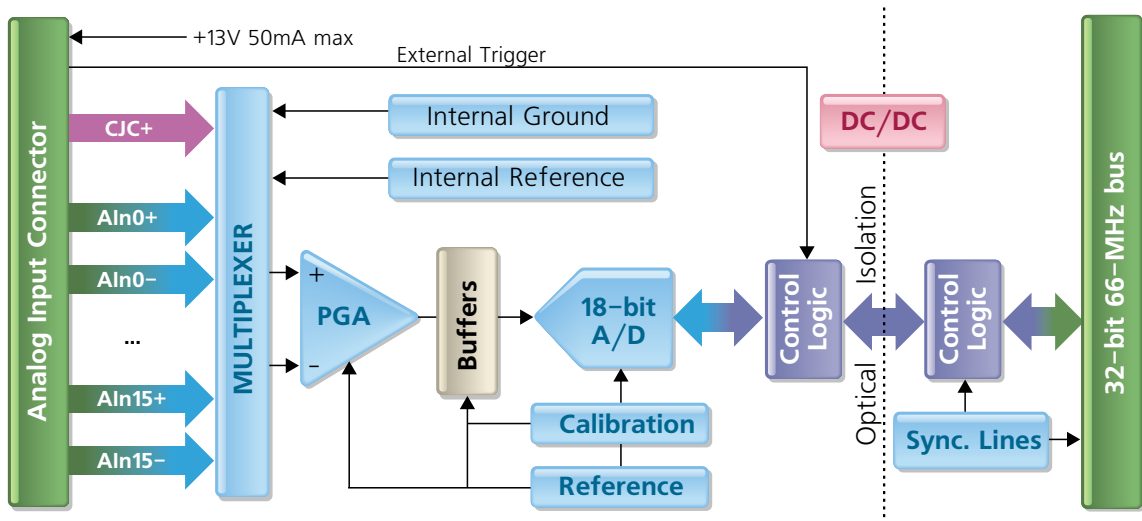 Analog Input Connector
+13V 50mA max
External Trigger
CJC+
AIn0+
AIn0−
...
AIn15+
AIn15−
MULTIPLEXER
Internal Ground
Internal Reference
+
PGA
−
Buffers
18−bit
A/D
Calibration
Reference
Control
Logic
DC/DC
Optical Isolation
Control
Logic
Sync. Lines
32−bit 66−MHz bus